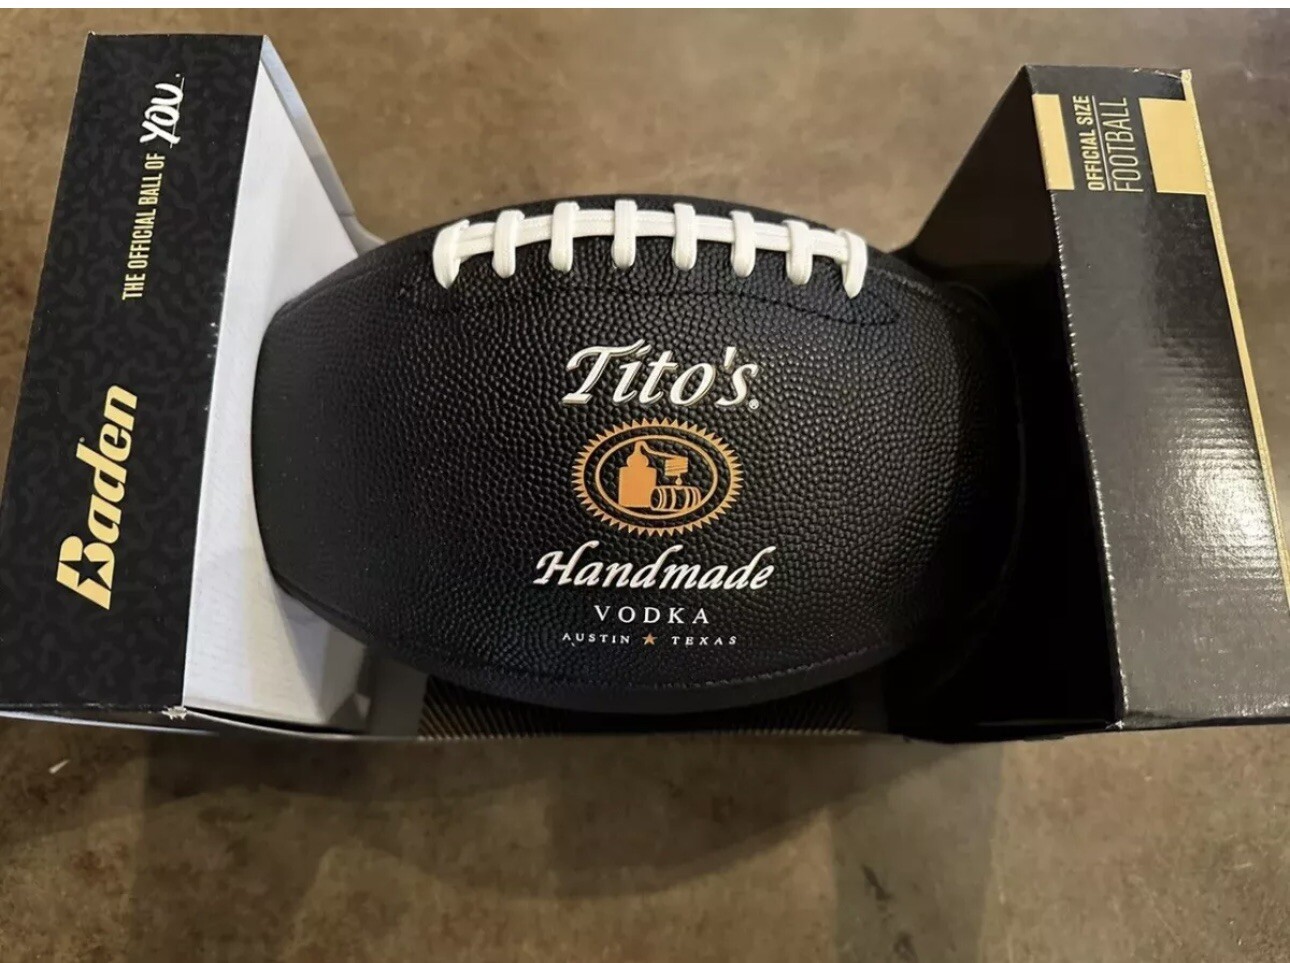 Baden
THE OFFICIAL BALL OF YOU.
Tito's®
Handmade
VODKA
AUSTIN ★ TEXAS
OFFICIAL SIZE
FOOTBALL